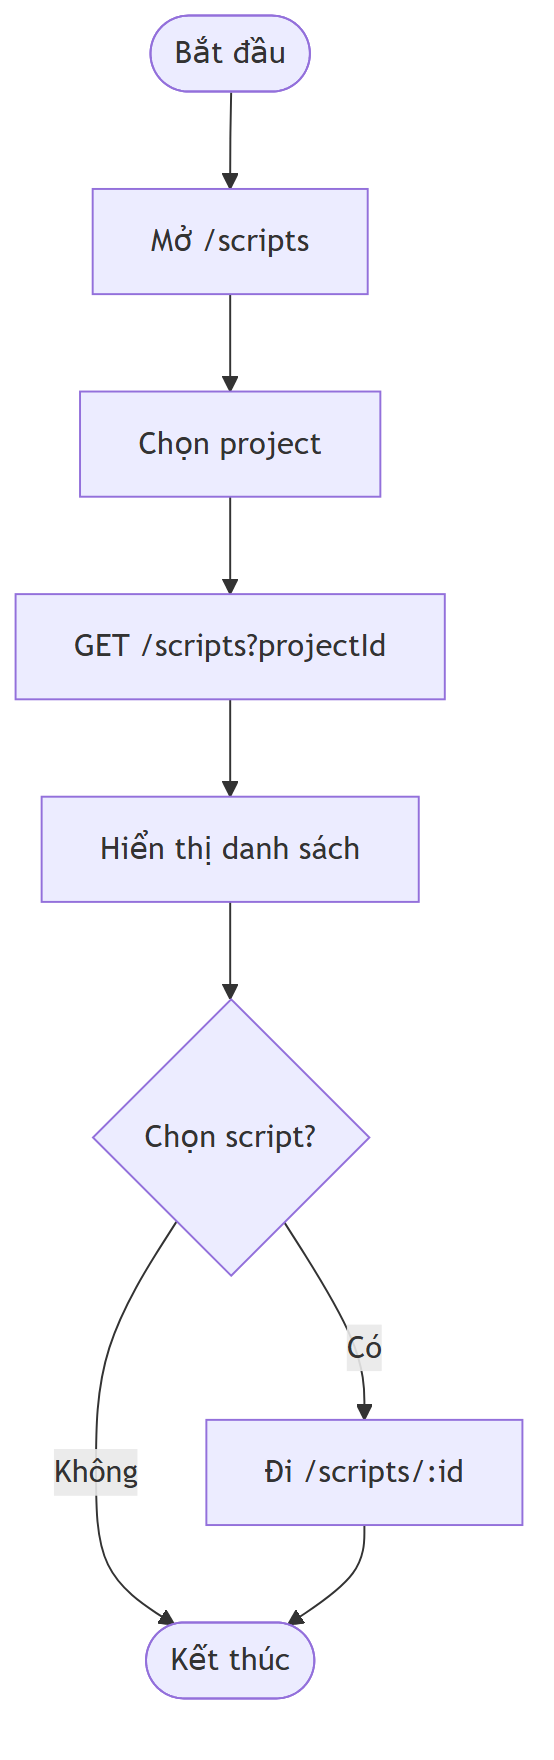 Bắt đầu
Mở /scripts
Chọn project
GET /scripts?projectId
Hiển thị danh sách
Chọn script?
Có
Không
Đi /scripts/:id
Kết thúc